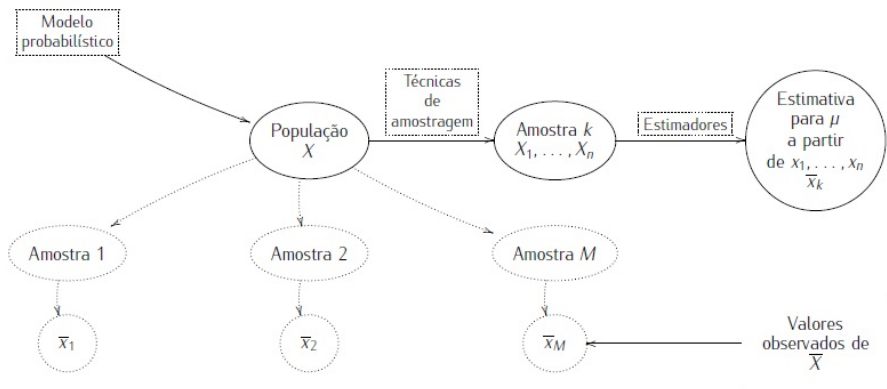 Modelo
probabilístico
Técnicas
de
amostragem
População
X
Amostra k
X₁, . . . , Xₙ
Estimadores
Estimativa
para μ
a partir
de x₁, . . . , xₙ
x̅ₖ
Amostra 1
Amostra 2
Amostra M
x̅₁
x̅₂
x̅_M
Valores
observados de
X̅